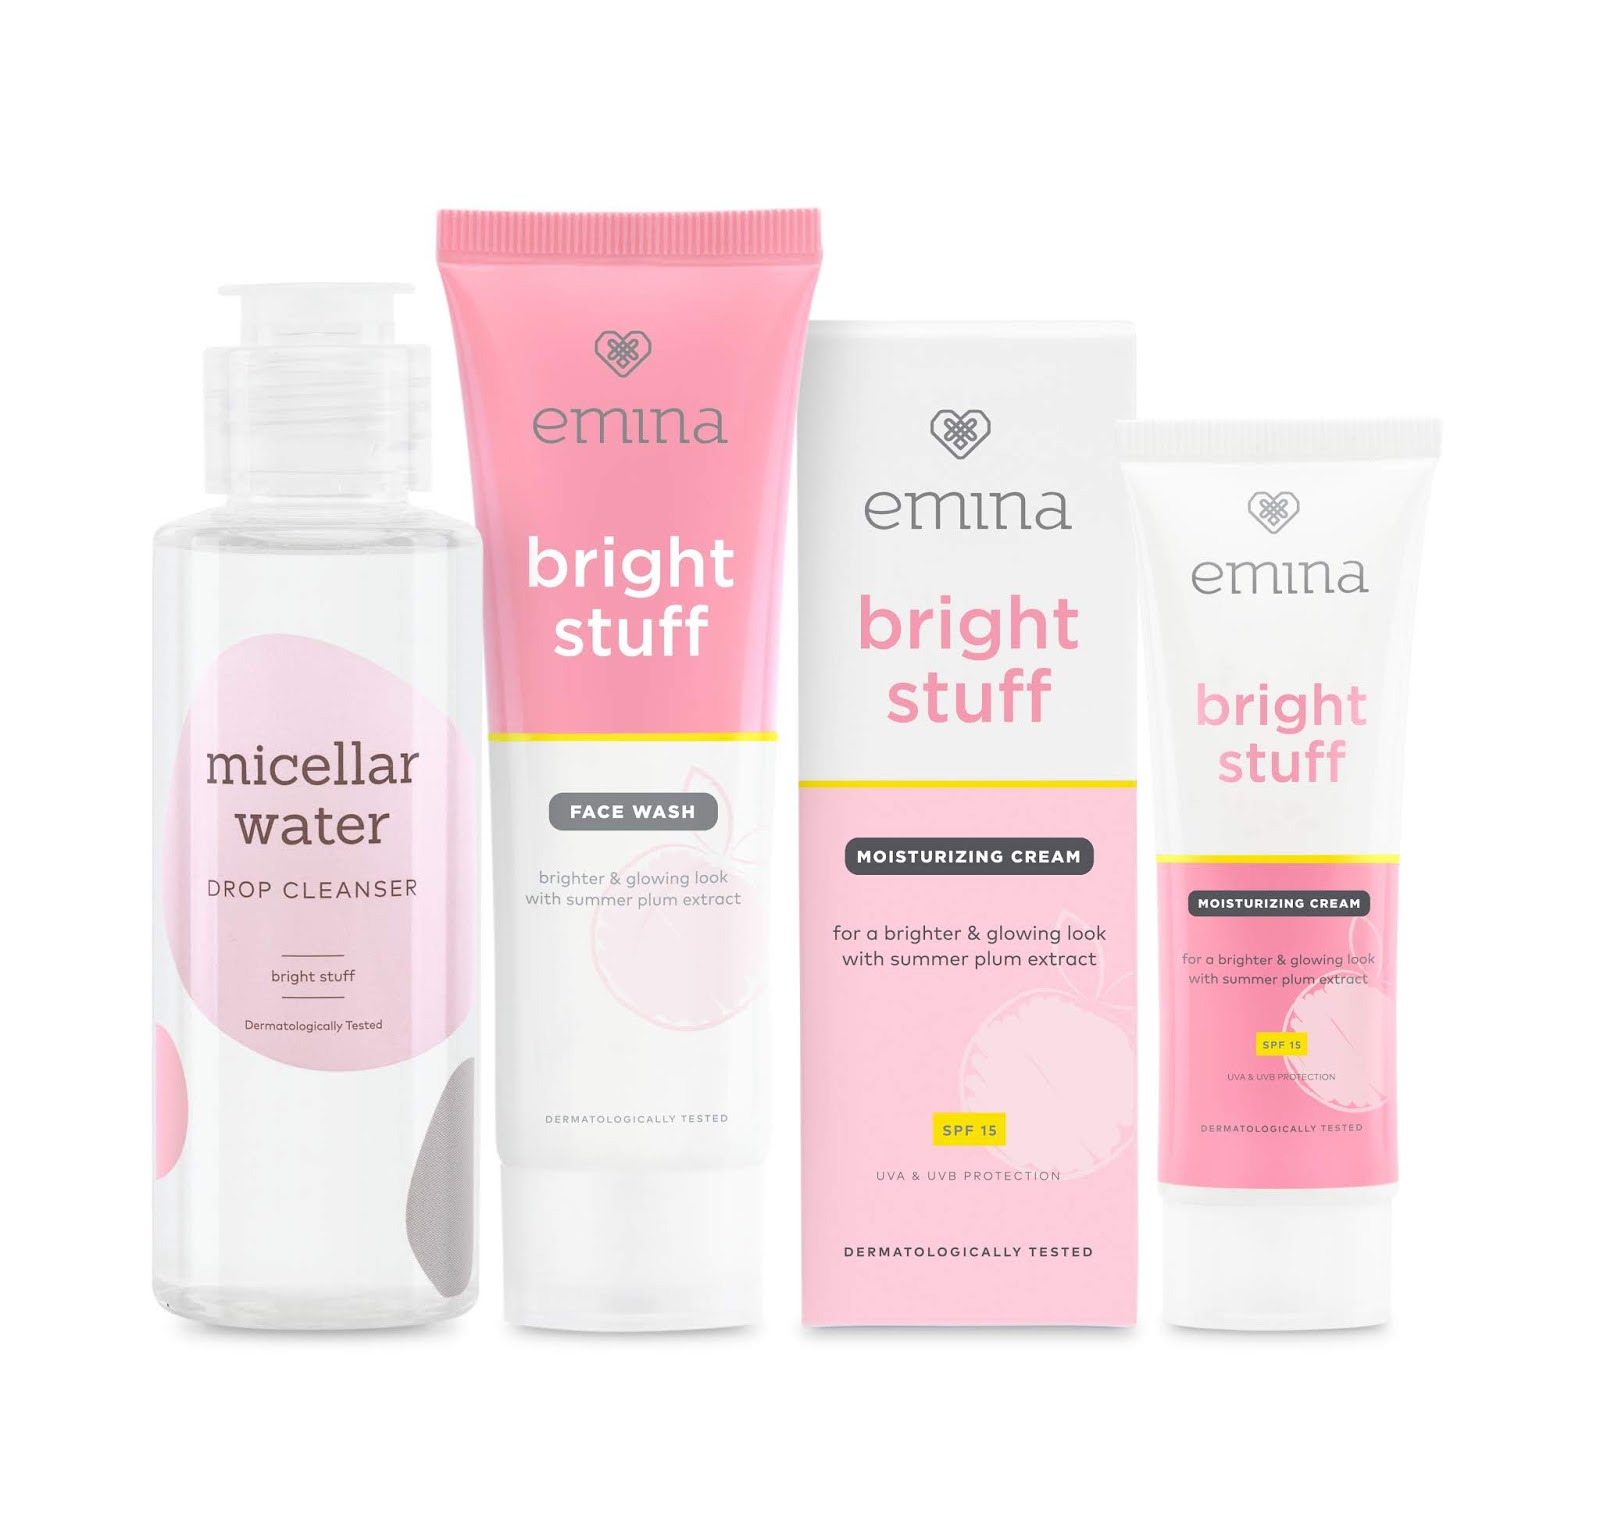 micellar
water
DROP CLEANSER
bright stuff
Dermatologically Tested
emina
bright
stuff
FACE WASH
brighter & glowing look
with summer plum extract
DERMATOLOGICALLY TESTED
emina
bright
stuff
MOISTURIZING CREAM
for a brighter & glowing look
with summer plum extract
SPF 15
UVA & UVB PROTECTION
DERMATOLOGICALLY TESTED
emina
bright
stuff
MOISTURIZING CREAM
for a brighter & glowing look
with summer plum extract
SPF 15
UVA & UVB PROTECTION
DERMATOLOGICALLY TESTED